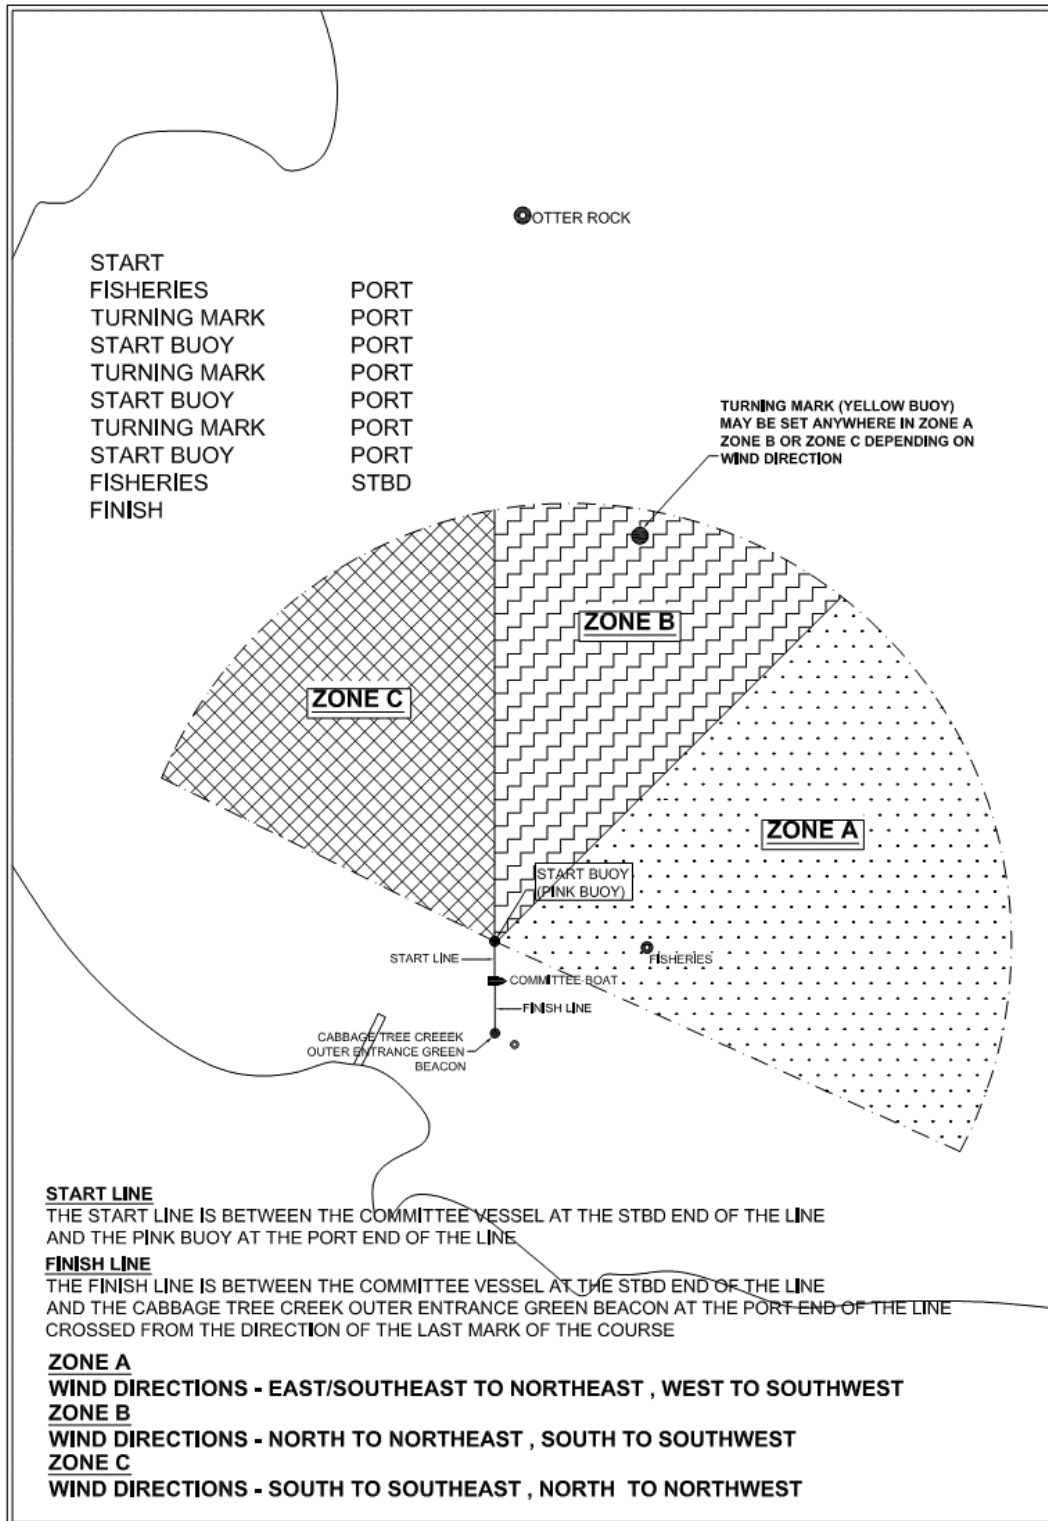 OTTER ROCK
START
FISHERIES PORT
TURNING MARK PORT
START BUOY PORT
TURNING MARK PORT
START BUOY PORT
TURNING MARK PORT
START BUOY PORT
FISHERIES STBD
FINISH
TURNING MARK (YELLOW BUOY)
MAY BE SET ANYWHERE IN ZONE A
ZONE B OR ZONE C DEPENDING ON
WIND DIRECTION
ZONE B
ZONE C
ZONE A
START BUOY
(PINK BUOY)
START LINE
FISHERIES
COMMITTEE BOAT
FINISH LINE
CABBAGE TREE CREEEK
OUTER ENTRANCE GREEN
BEACON
START LINE
THE START LINE IS BETWEEN THE COMMITTEE VESSEL AT THE STBD END OF THE LINE
AND THE PINK BUOY AT THE PORT END OF THE LINE
FINISH LINE
THE FINISH LINE IS BETWEEN THE COMMITTEE VESSEL AT THE STBD END OF THE LINE
AND THE CABBAGE TREE CREEK OUTER ENTRANCE GREEN BEACON AT THE PORT END OF THE LINE
CROSSED FROM THE DIRECTION OF THE LAST MARK OF THE COURSE
ZONE A
WIND DIRECTIONS - EAST/SOUTHEAST TO NORTHEAST , WEST TO SOUTHWEST
ZONE B
WIND DIRECTIONS - NORTH TO NORTHEAST , SOUTH TO SOUTHWEST
ZONE C
WIND DIRECTIONS - SOUTH TO SOUTHEAST , NORTH TO NORTHWEST